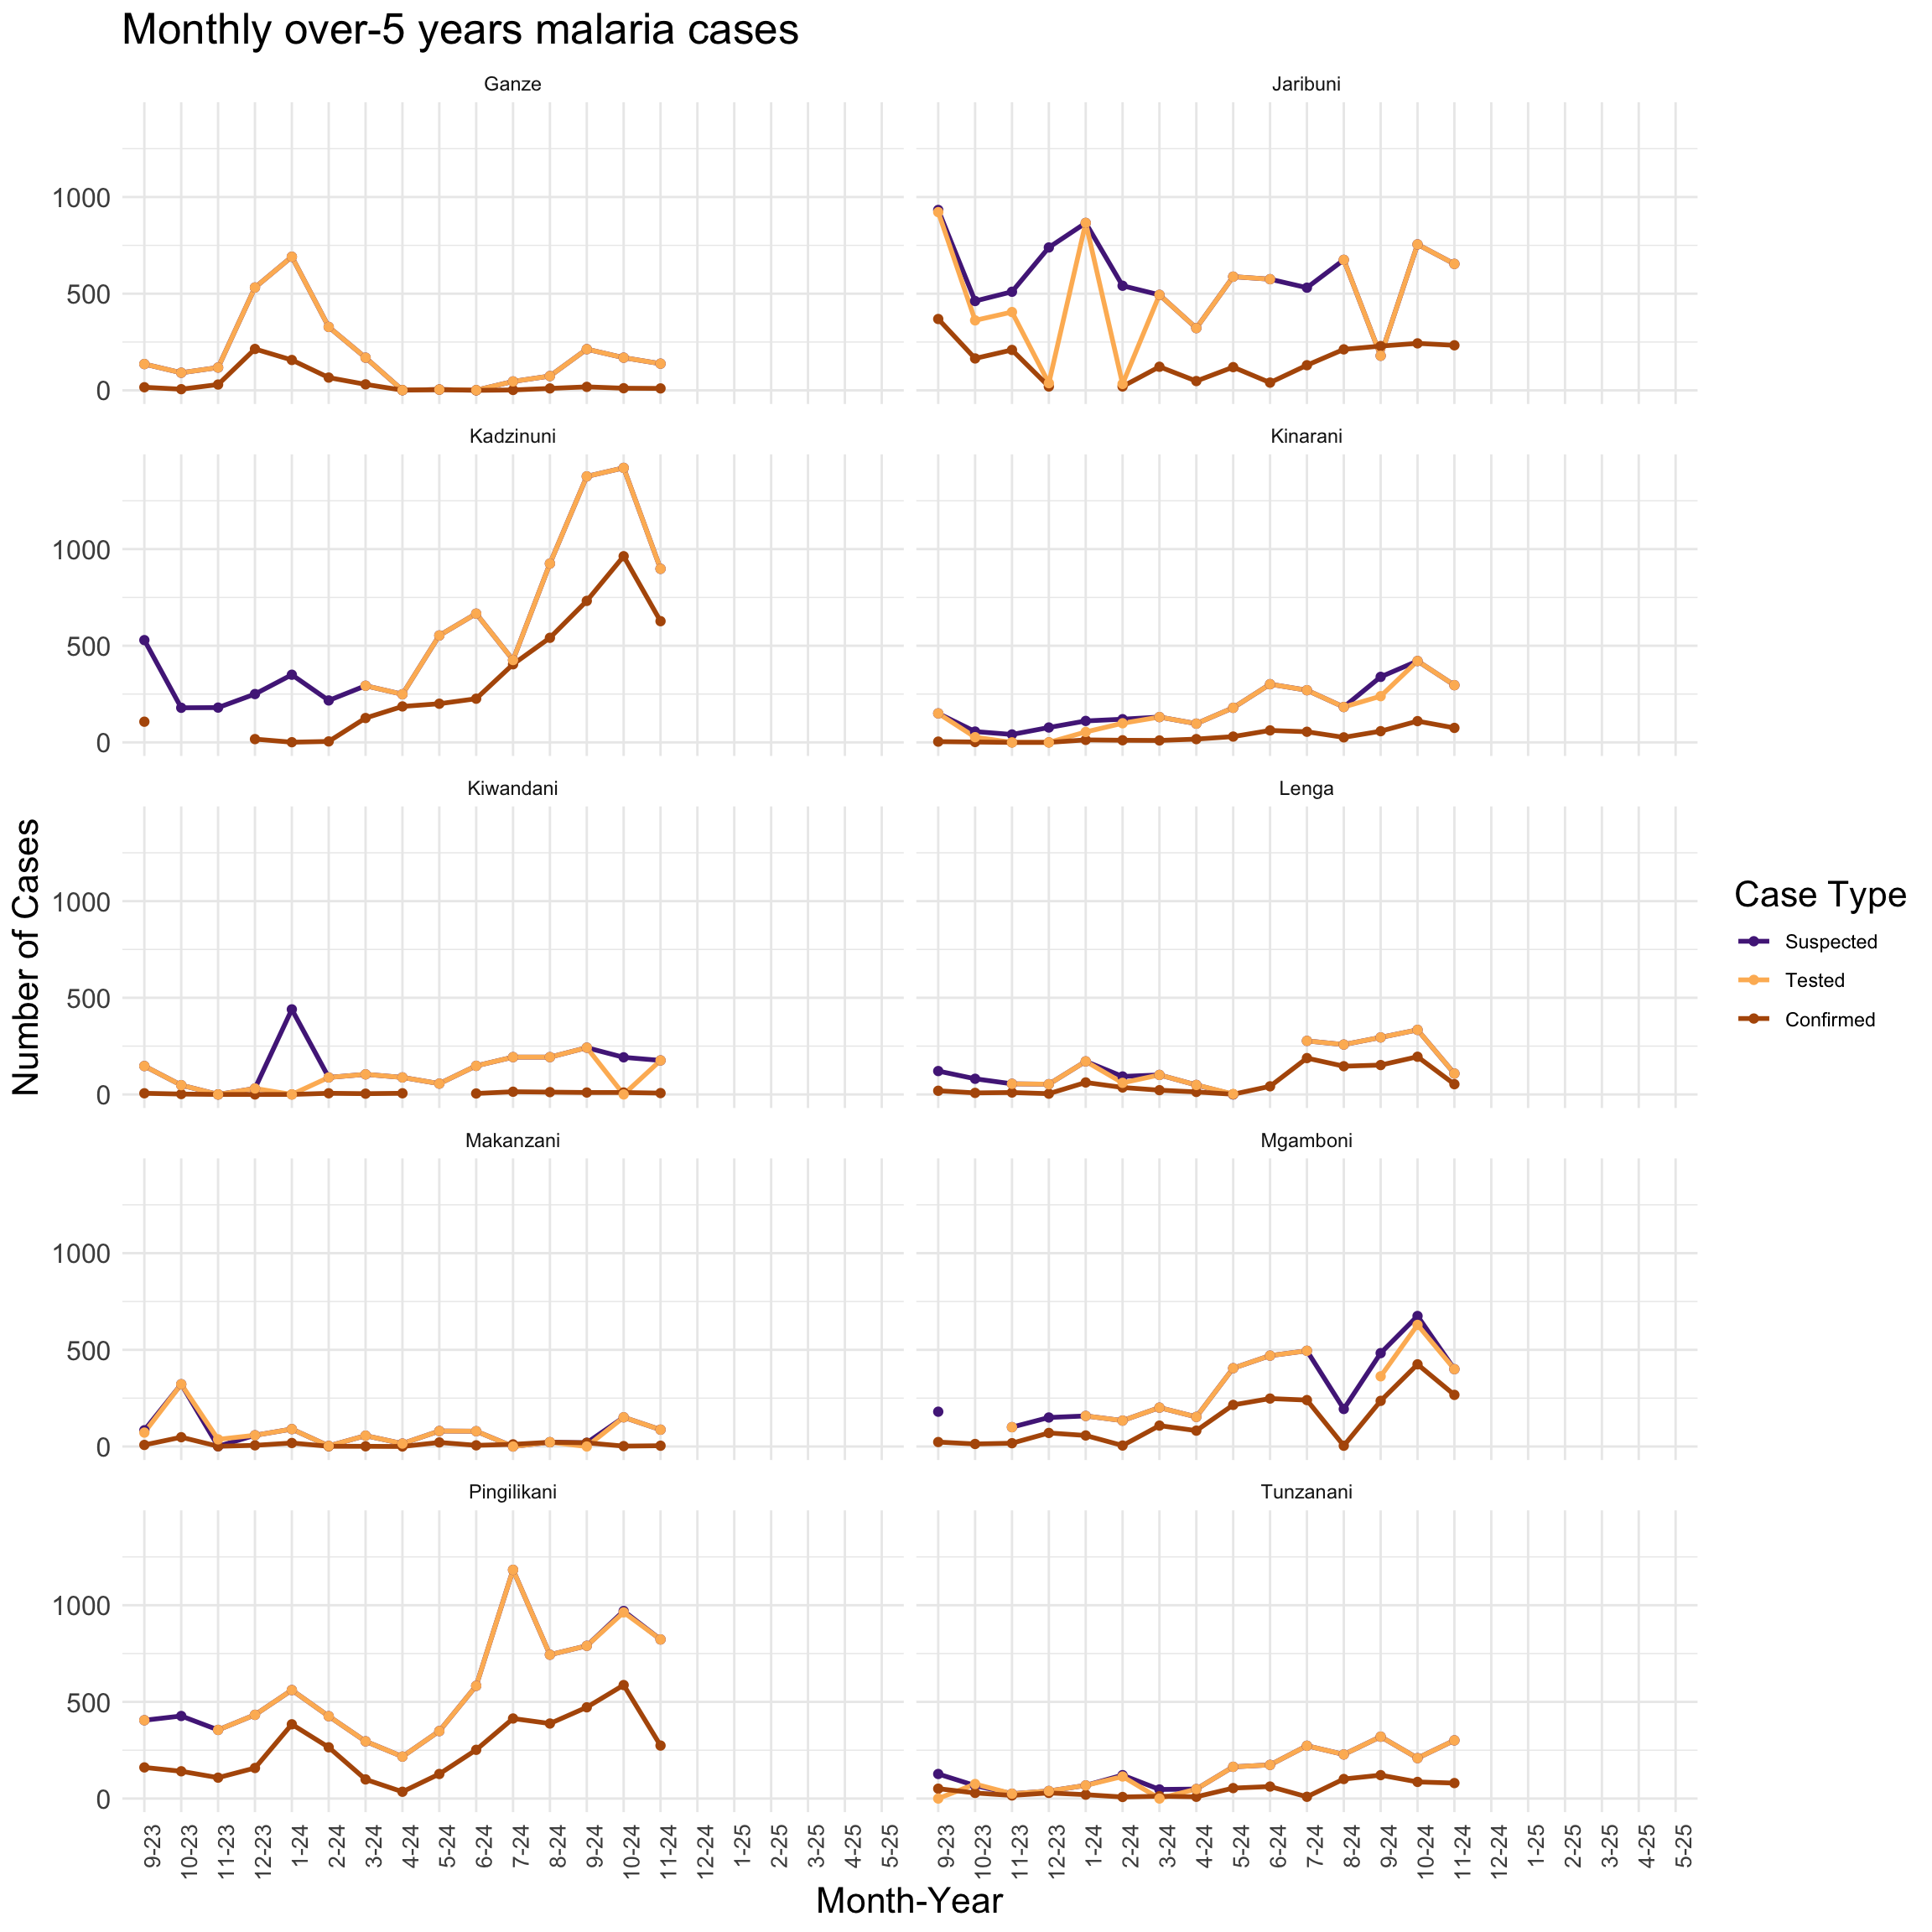 Monthly over-5 years malaria cases
Ganze
Jaribuni
1000
500
0
Kadzinuni
Kinarani
1000
500
0
Kiwandani
Lenga
1000
500
0
Makanzani
Mgamboni
1000
500
0
Pingilikani
Tunzanani
1000
500
0
9-23 10-23 11-23 12-23 1-24 2-24 3-24 4-24 5-24 6-24 7-24 8-24 9-24 10-24 11-24 12-24 1-25 2-25 3-25 4-25 5-25
9-23 10-23 11-23 12-23 1-24 2-24 3-24 4-24 5-24 6-24 7-24 8-24 9-24 10-24 11-24 12-24 1-25 2-25 3-25 4-25 5-25
Month-Year
Number of Cases
Case Type
Suspected
Tested
Confirmed